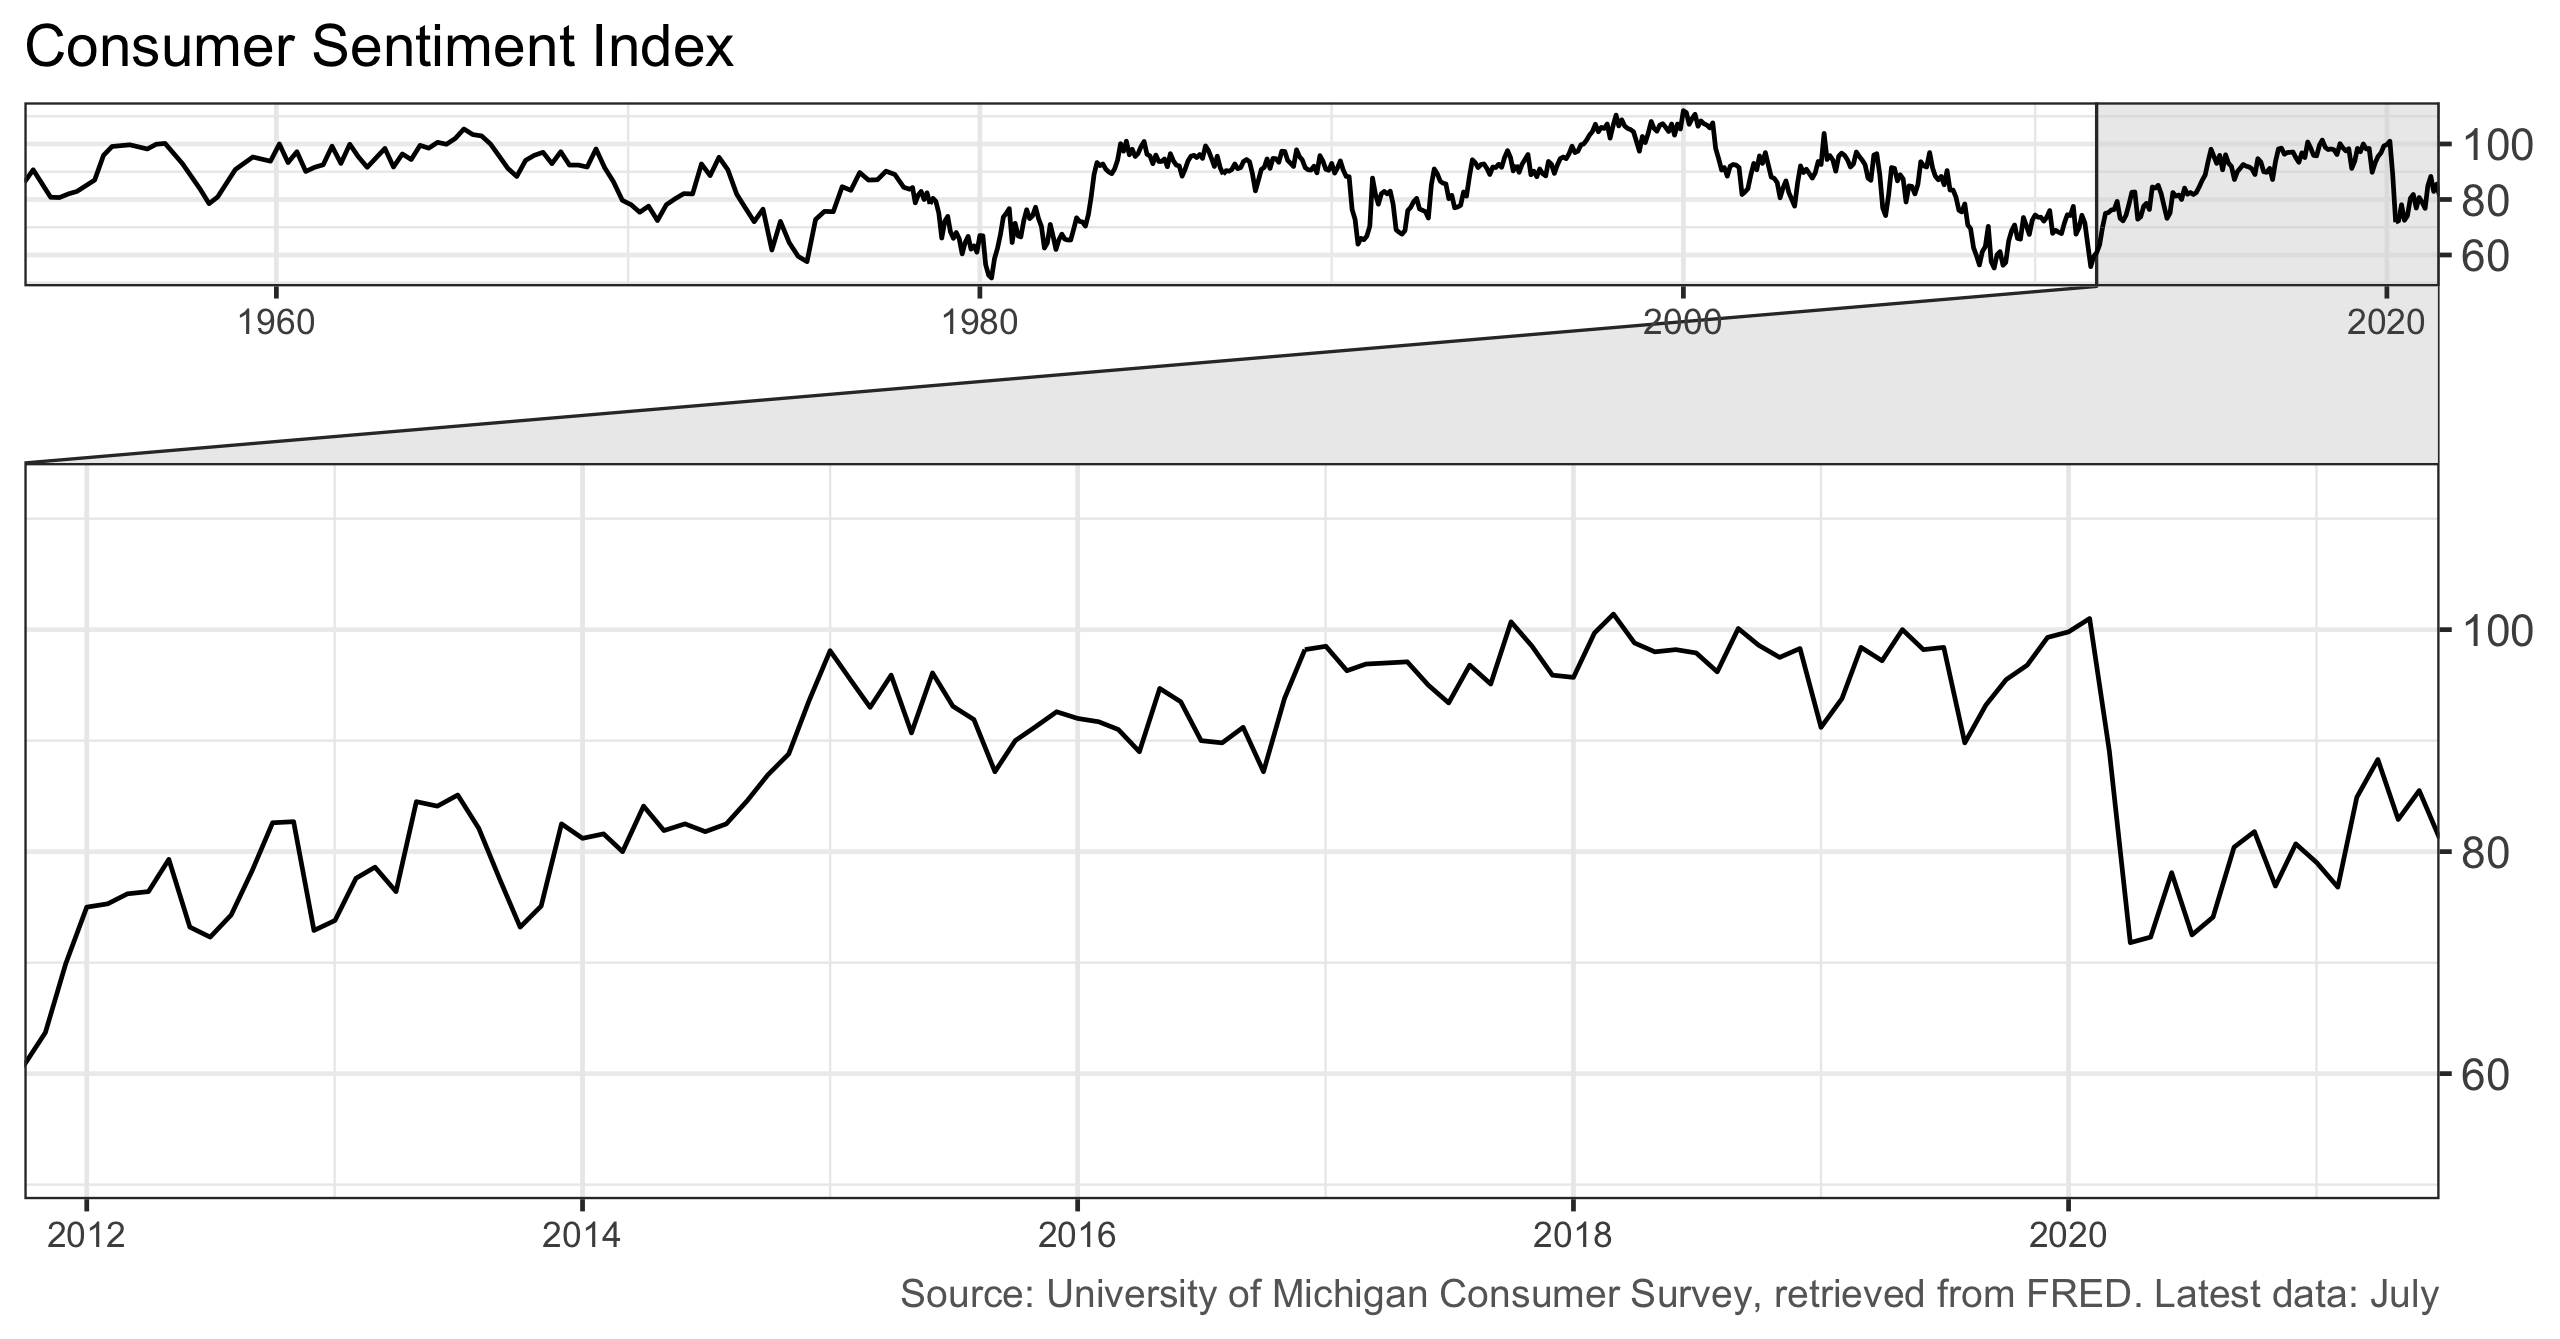 Consumer Sentiment Index
100
80
60
1960 1980 2000 2020
100
80
60
2012 2014 2016 2018 2020
Source: University of Michigan Consumer Survey, retrieved from FRED. Latest data: July